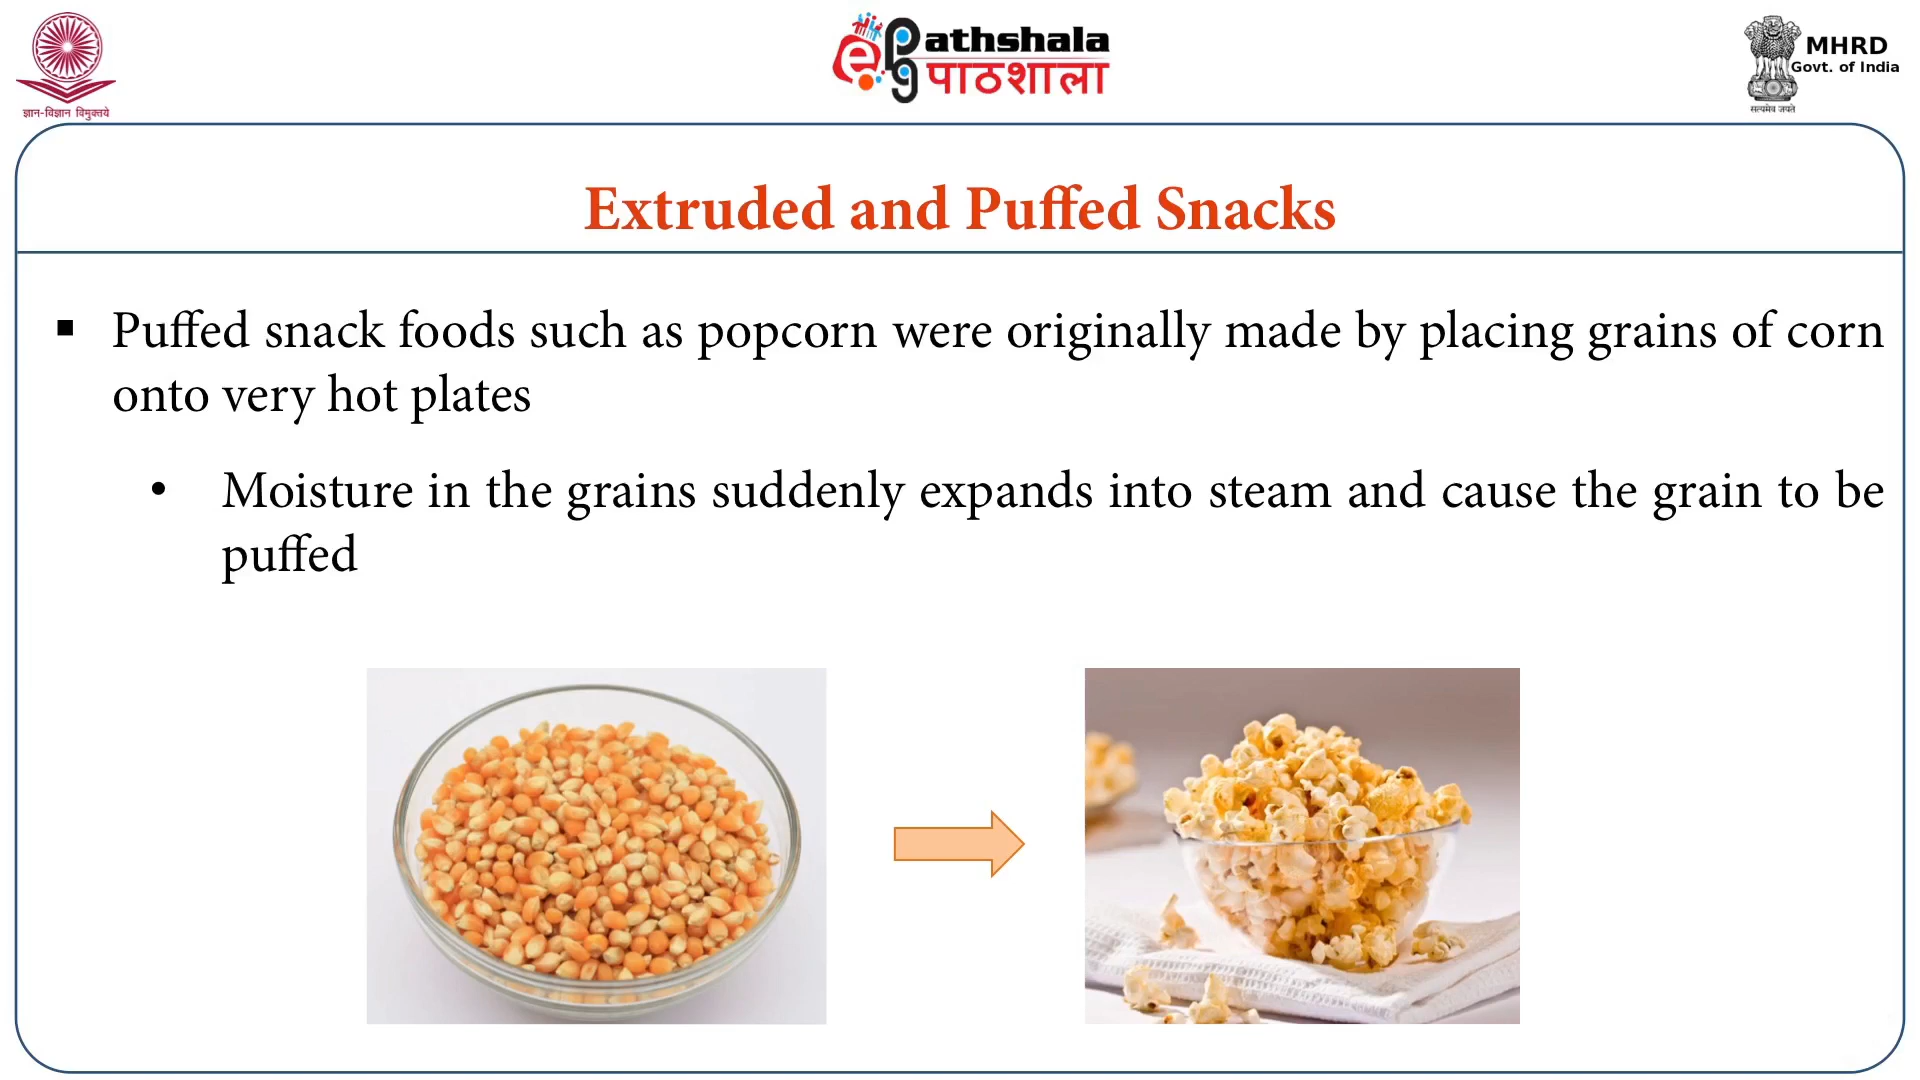 ज्ञान-विज्ञान विमुक्तये
ePathshala
पाठशाला
MHRD
Govt. of India
सत्यमेव जयते
Extruded and Puffed Snacks
▪ Puffed snack foods such as popcorn were originally made by placing grains of corn
onto very hot plates
• Moisture in the grains suddenly expands into steam and cause the grain to be
puffed